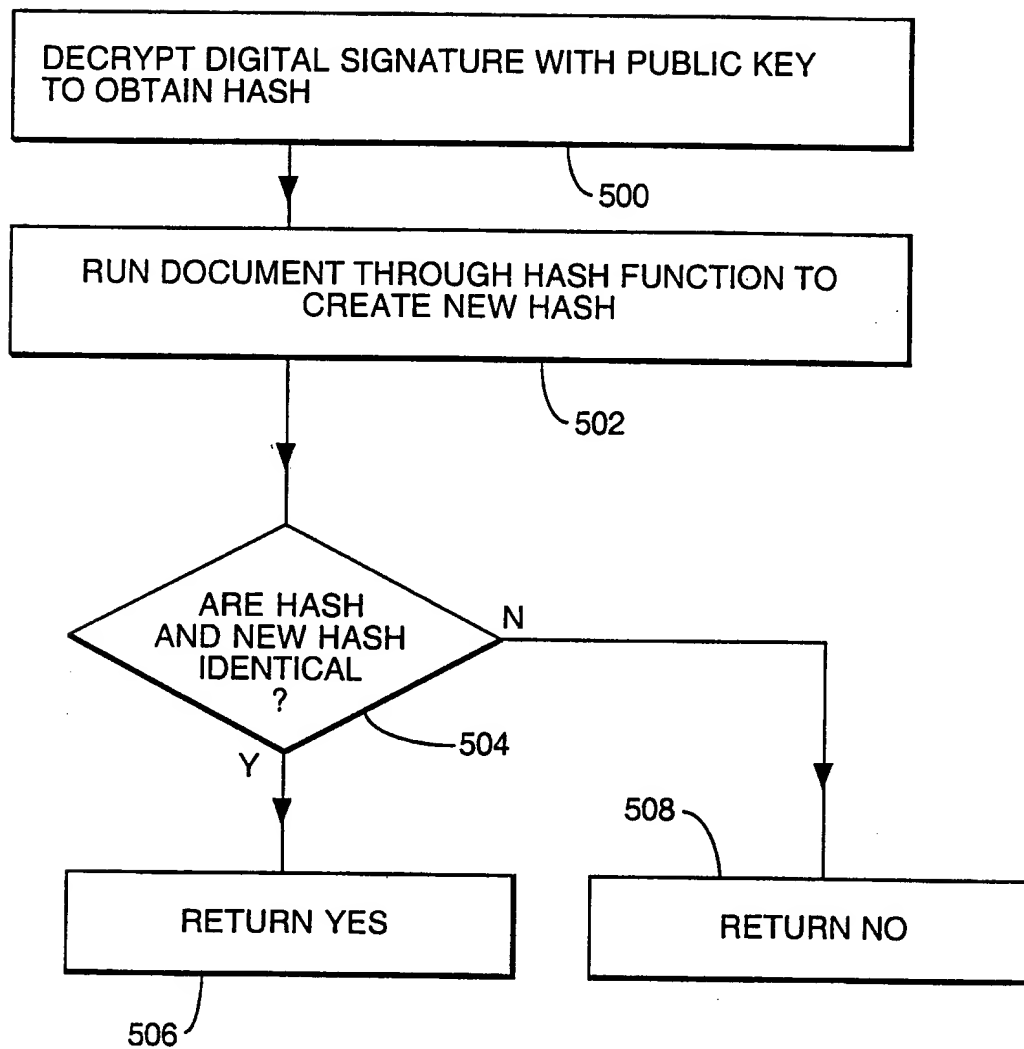 DECRYPT DIGITAL SIGNATURE WITH PUBLIC KEY
TO OBTAIN HASH
500
RUN DOCUMENT THROUGH HASH FUNCTION TO
CREATE NEW HASH
502
ARE HASH
AND NEW HASH
IDENTICAL
?
N
504
Y
508
RETURN YES
RETURN NO
506